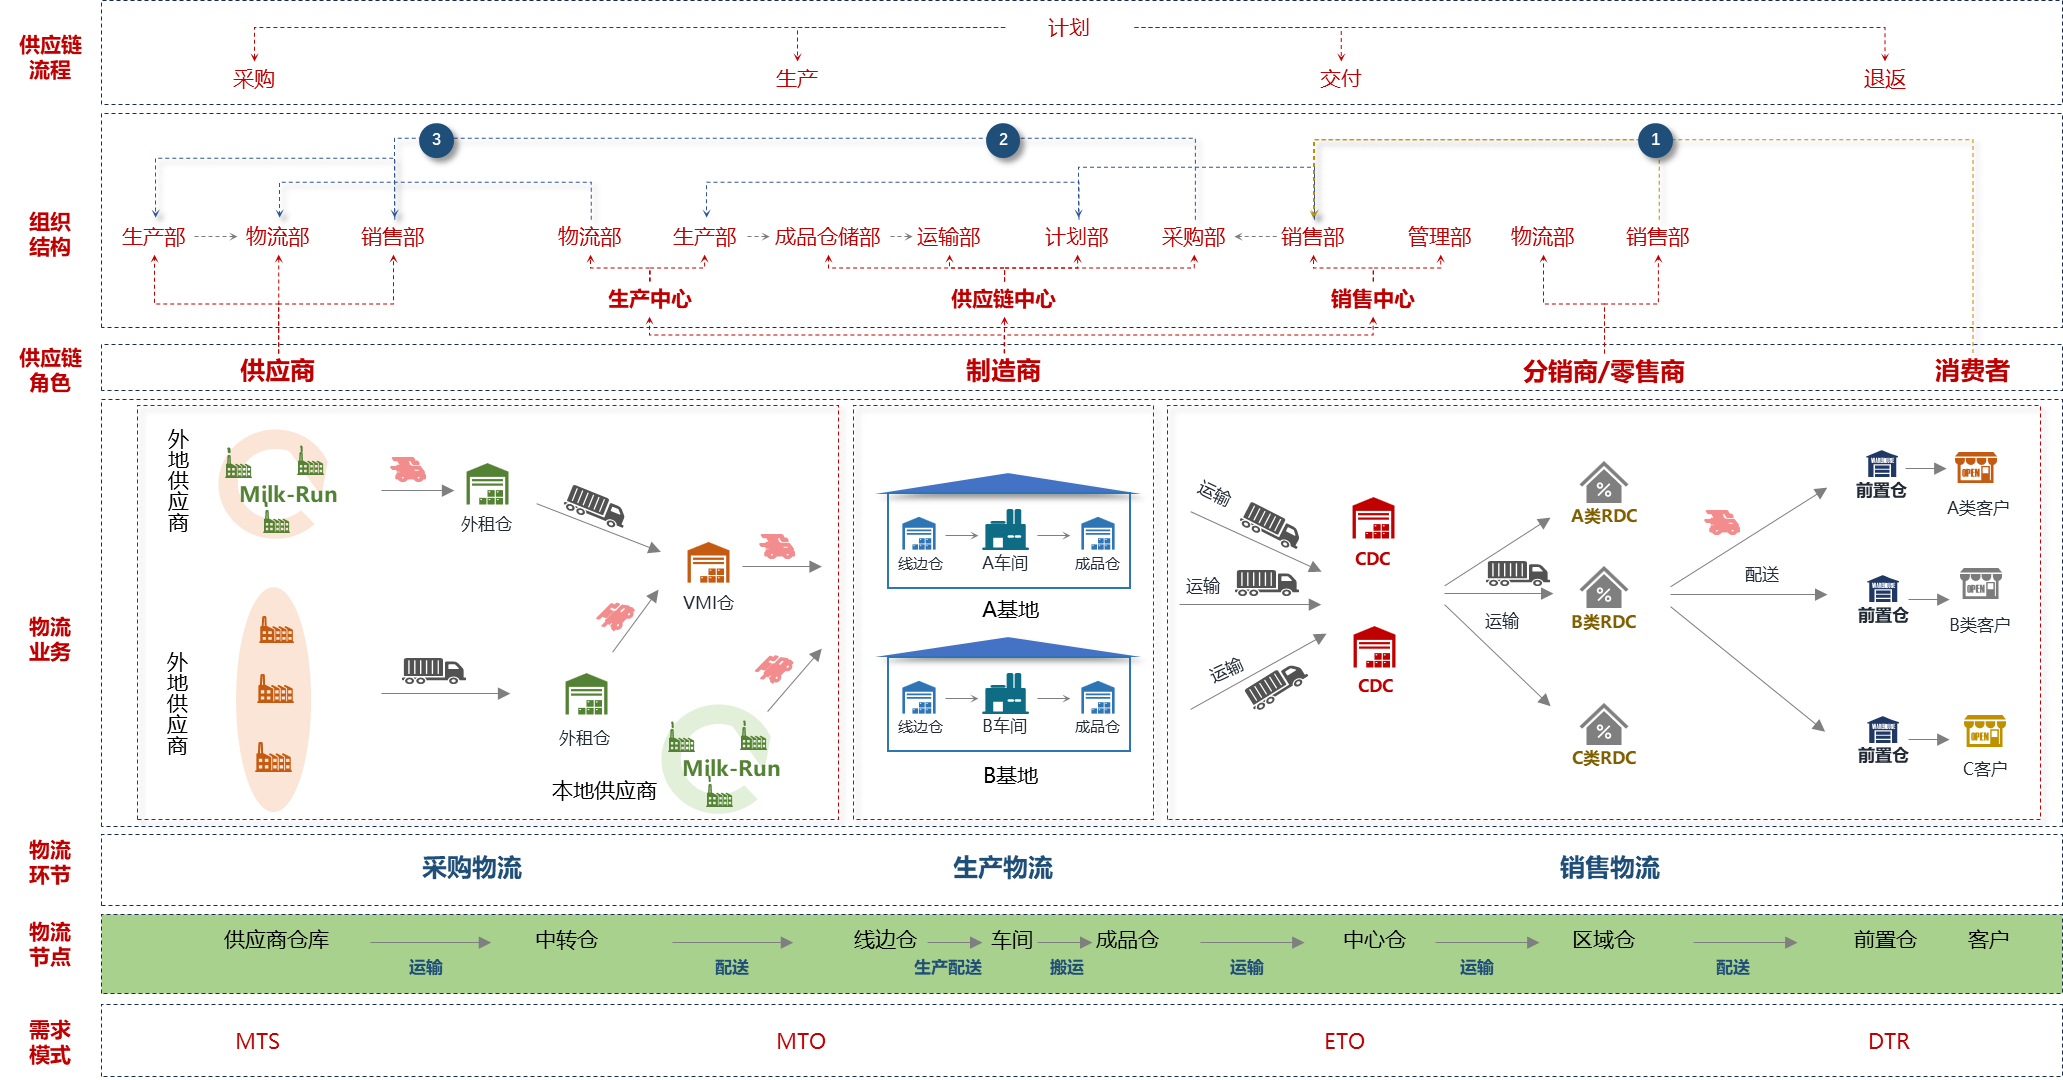 供应链
流程
计划
采购
生产
交付
退返
组织
结构
3
2
1
生产部
物流部
销售部
物流部
生产部
成品仓储部
运输部
计划部
采购部
销售部
管理部
物流部
销售部
生产中心
供应链中心
销售中心
供应链
角色
供应商
制造商
分销商/零售商
消费者
物流
业务
外地供应商
Milk-Run
外租仓
VMI仓
外地供应商
外租仓
本地供应商
Milk-Run
线边仓
A车间
成品仓
A基地
线边仓
B车间
成品仓
B基地
运输
运输
运输
CDC
CDC
运输
A类RDC
B类RDC
C类RDC
配送
WAREHOUSE
前置仓
OPEN
A类客户
WAREHOUSE
前置仓
OPEN
B类客户
WAREHOUSE
前置仓
OPEN
C客户
物流
环节
采购物流
生产物流
销售物流
物流
节点
供应商仓库
中转仓
线边仓
车间
成品仓
中心仓
区域仓
前置仓
客户
运输
配送
生产配送
搬运
运输
运输
配送
需求
模式
MTS
MTO
ETO
DTR